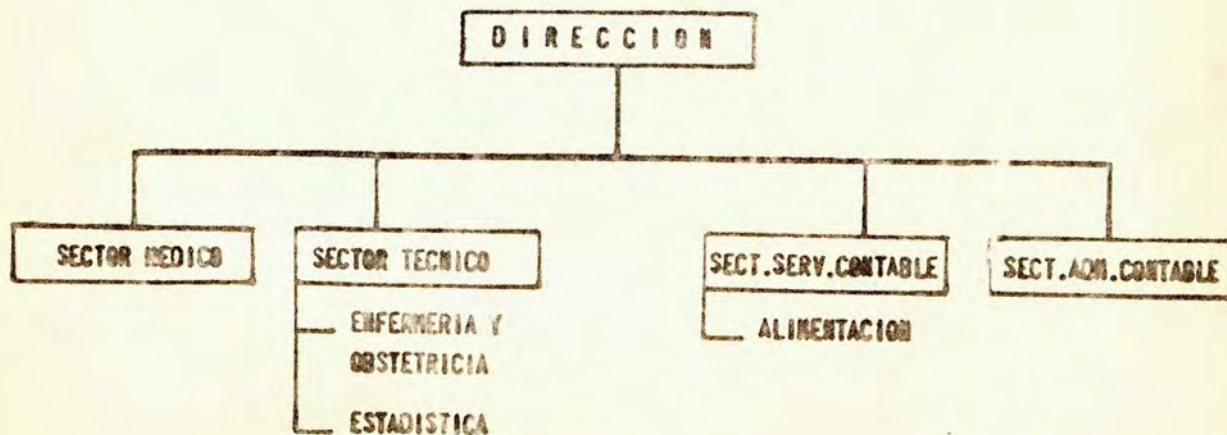 DIRECCION
SECTOR MEDICO
SECTOR TECNICO
SECT.SERV.CONTABLE
SECT.ADM.CONTABLE
ENFERMERIA Y
OBSTETRICIA
ALIMENTACION
ESTADISTICA